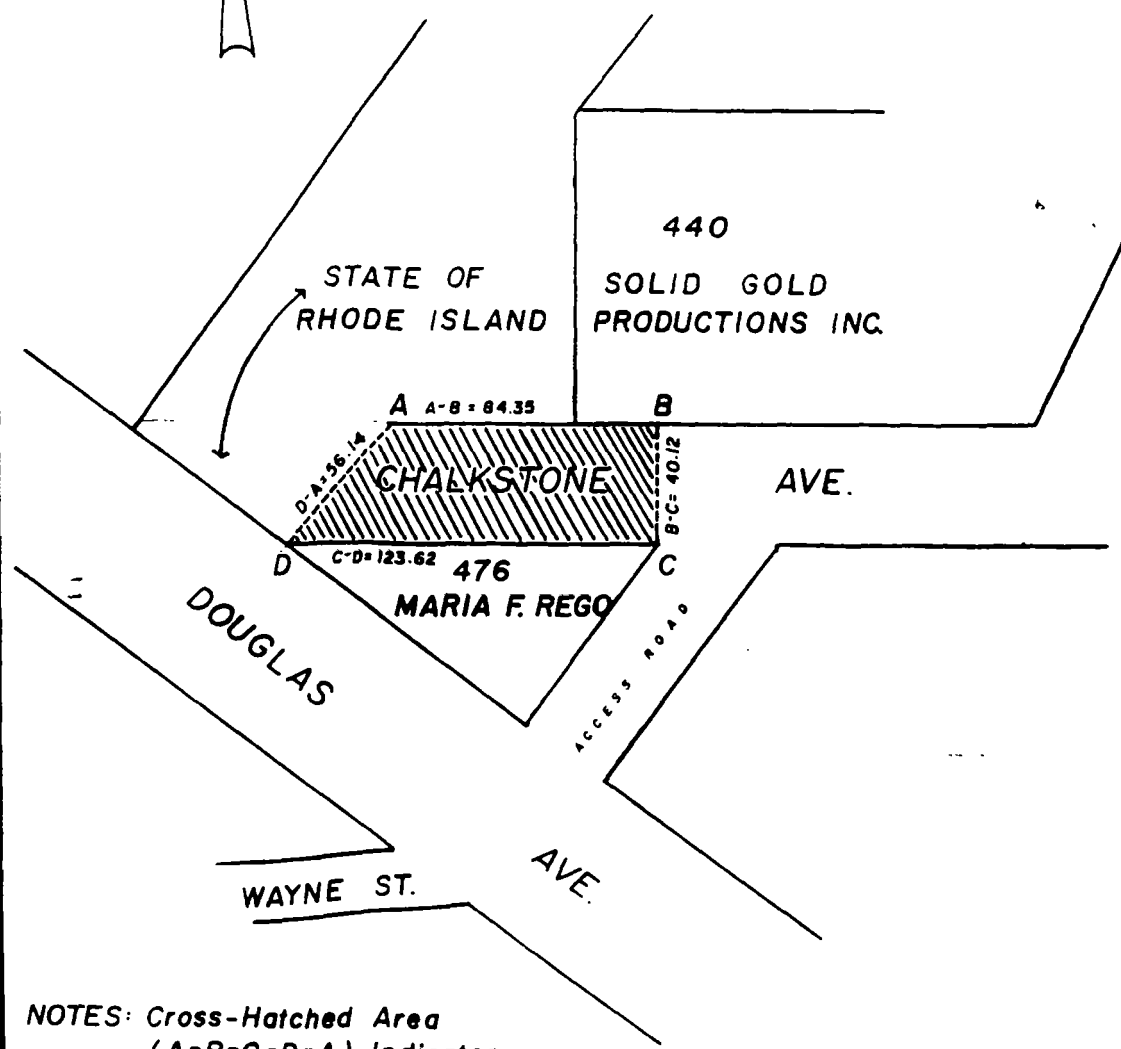 440
STATE OF
RHODE ISLAND
SOLID GOLD
PRODUCTIONS INC.
A
A-B = 84.35
B
D-A = 56.14
CHALKSTONE
B-C = 40.12
AVE.
D
C-D = 123.62
476
C
MARIA F. REGO
ACCESS ROAD
DOUGLAS
AVE.
WAYNE ST.
NOTES: Cross-Hatched Area
(A-B-C-D-A) Indicates